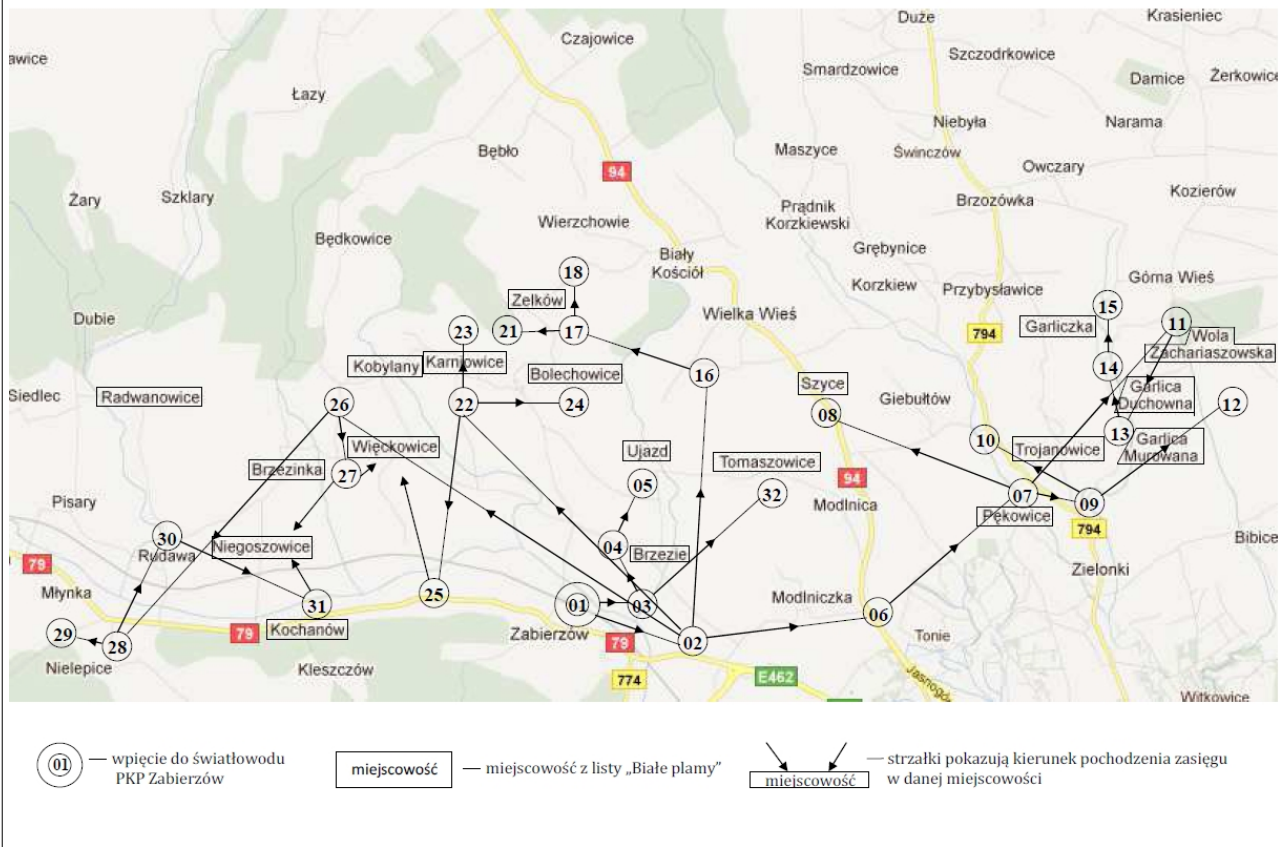 Duże
Krasieniec
Czajowice
Szczodrkowice
awice
Smardzowice
Damice
Żerkowice
Łazy
Niebyła
Narama
Bębło
Maszyce
Świnczów
94
Owczary
Żary
Szklary
Kozierów
Brzozówka
Prądnik
Korzkiewski
Wierzchowie
Będkowice
Grębynice
Biały
Kościół
18
Górna Wieś
Korzkiew
Przybysławice
Zelków
15
Dubie
Wielka Wieś
11
23
21
17
794
Garliczka
Wola
Zachariaszowska
Kobylany
Karniowice
Bolechowice
16
14
Szyce
Garlica
Duchowna
Siedlec
Radwanowice
26
22
24
08
Giebułtów
12
13
10
Więckowice
Ujazd
Trojanowice
Garlica
Murowana
Brzezinka
27
Tomaszowice
94
05
32
07
09
Pisary
Modlnica
Pękowice
794
30
Bibice
Niegoszowice
04
Brzezie
Rudawa
79
Zielonki
Młynka
25
01
03
Modlniczka
31
06
29
28
79
Kochanów
Zabierzów
79
02
Tonie
Nielepice
Kleszczów
774
E462
Jasnogó
Witkowice
01
— wpięcie do światłowodu
PKP Zabierzów
miejscowość
— miejscowość z listy „Białe plamy”
miejscowość
— strzałki pokazują kierunek pochodzenia zasięgu
w danej miejscowości